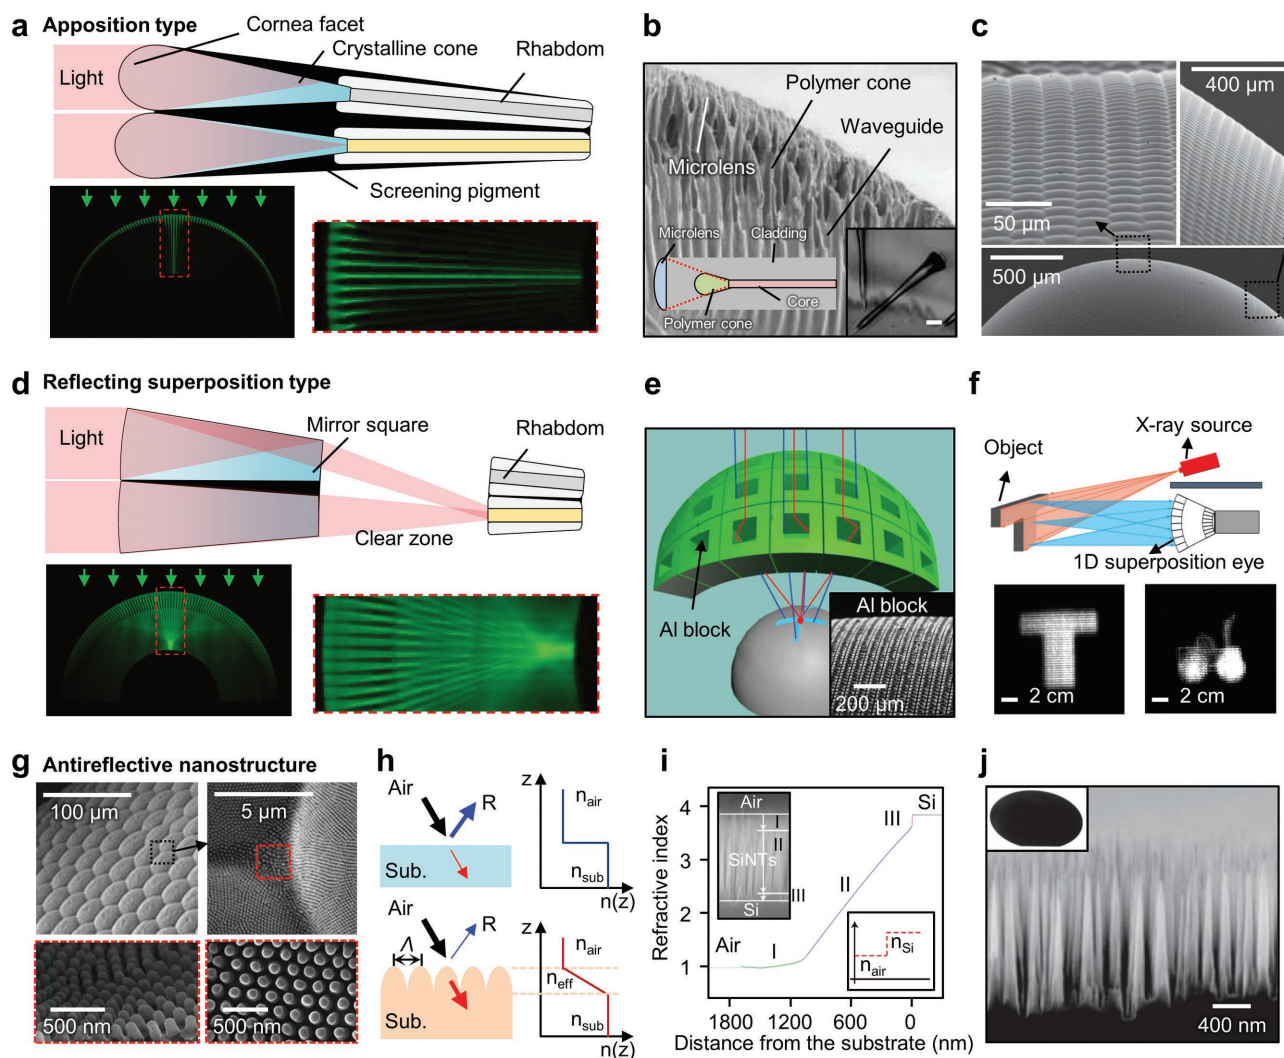 a Apposition type
Cornea facet
Crystalline cone
Rhabdom
Light
Screening pigment
b
Polymer cone
Waveguide
Microlens
Microlens
Cladding
Core
Polymer cone
c
400 µm
50 µm
500 µm
d Reflecting superposition type
Light
Mirror square
Rhabdom
Clear zone
e
Al block
Al block
200 µm
f
X-ray source
Object
1D superposition eye
2 cm
2 cm
g Antireflective nanostructure
100 µm
5 µm
500 nm
500 nm
h
Air
R
Sub.
z
n_air
n_sub
n(z)
Air
R
Λ
Sub.
z
n_air
n_eff
n_sub
n(z)
i
Refractive index
4
3
2
1
Air
I
II
III
Si
Air
I
II
SiNTs
III
Si
n_Si
n_air
1800
1200
600
0
Distance from the substrate (nm)
j
400 nm